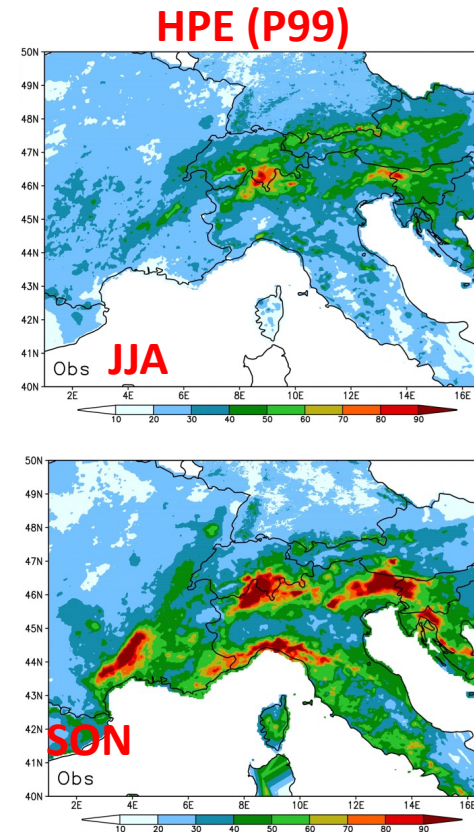 HPE (P99)
50N
49N
48N
47N
46N
45N
44N
43N
42N
41N
40N
Obs
JJA
2E 4E 6E 8E 10E 12E 14E 16E
10 20 30 40 50 60 70 80 90
50N
49N
48N
47N
46N
45N
44N
43N
42N
41N
40N
SON
Obs
2E 4E 6E 8E 10E 12E 14E 16E
10 20 30 40 50 60 70 80 90